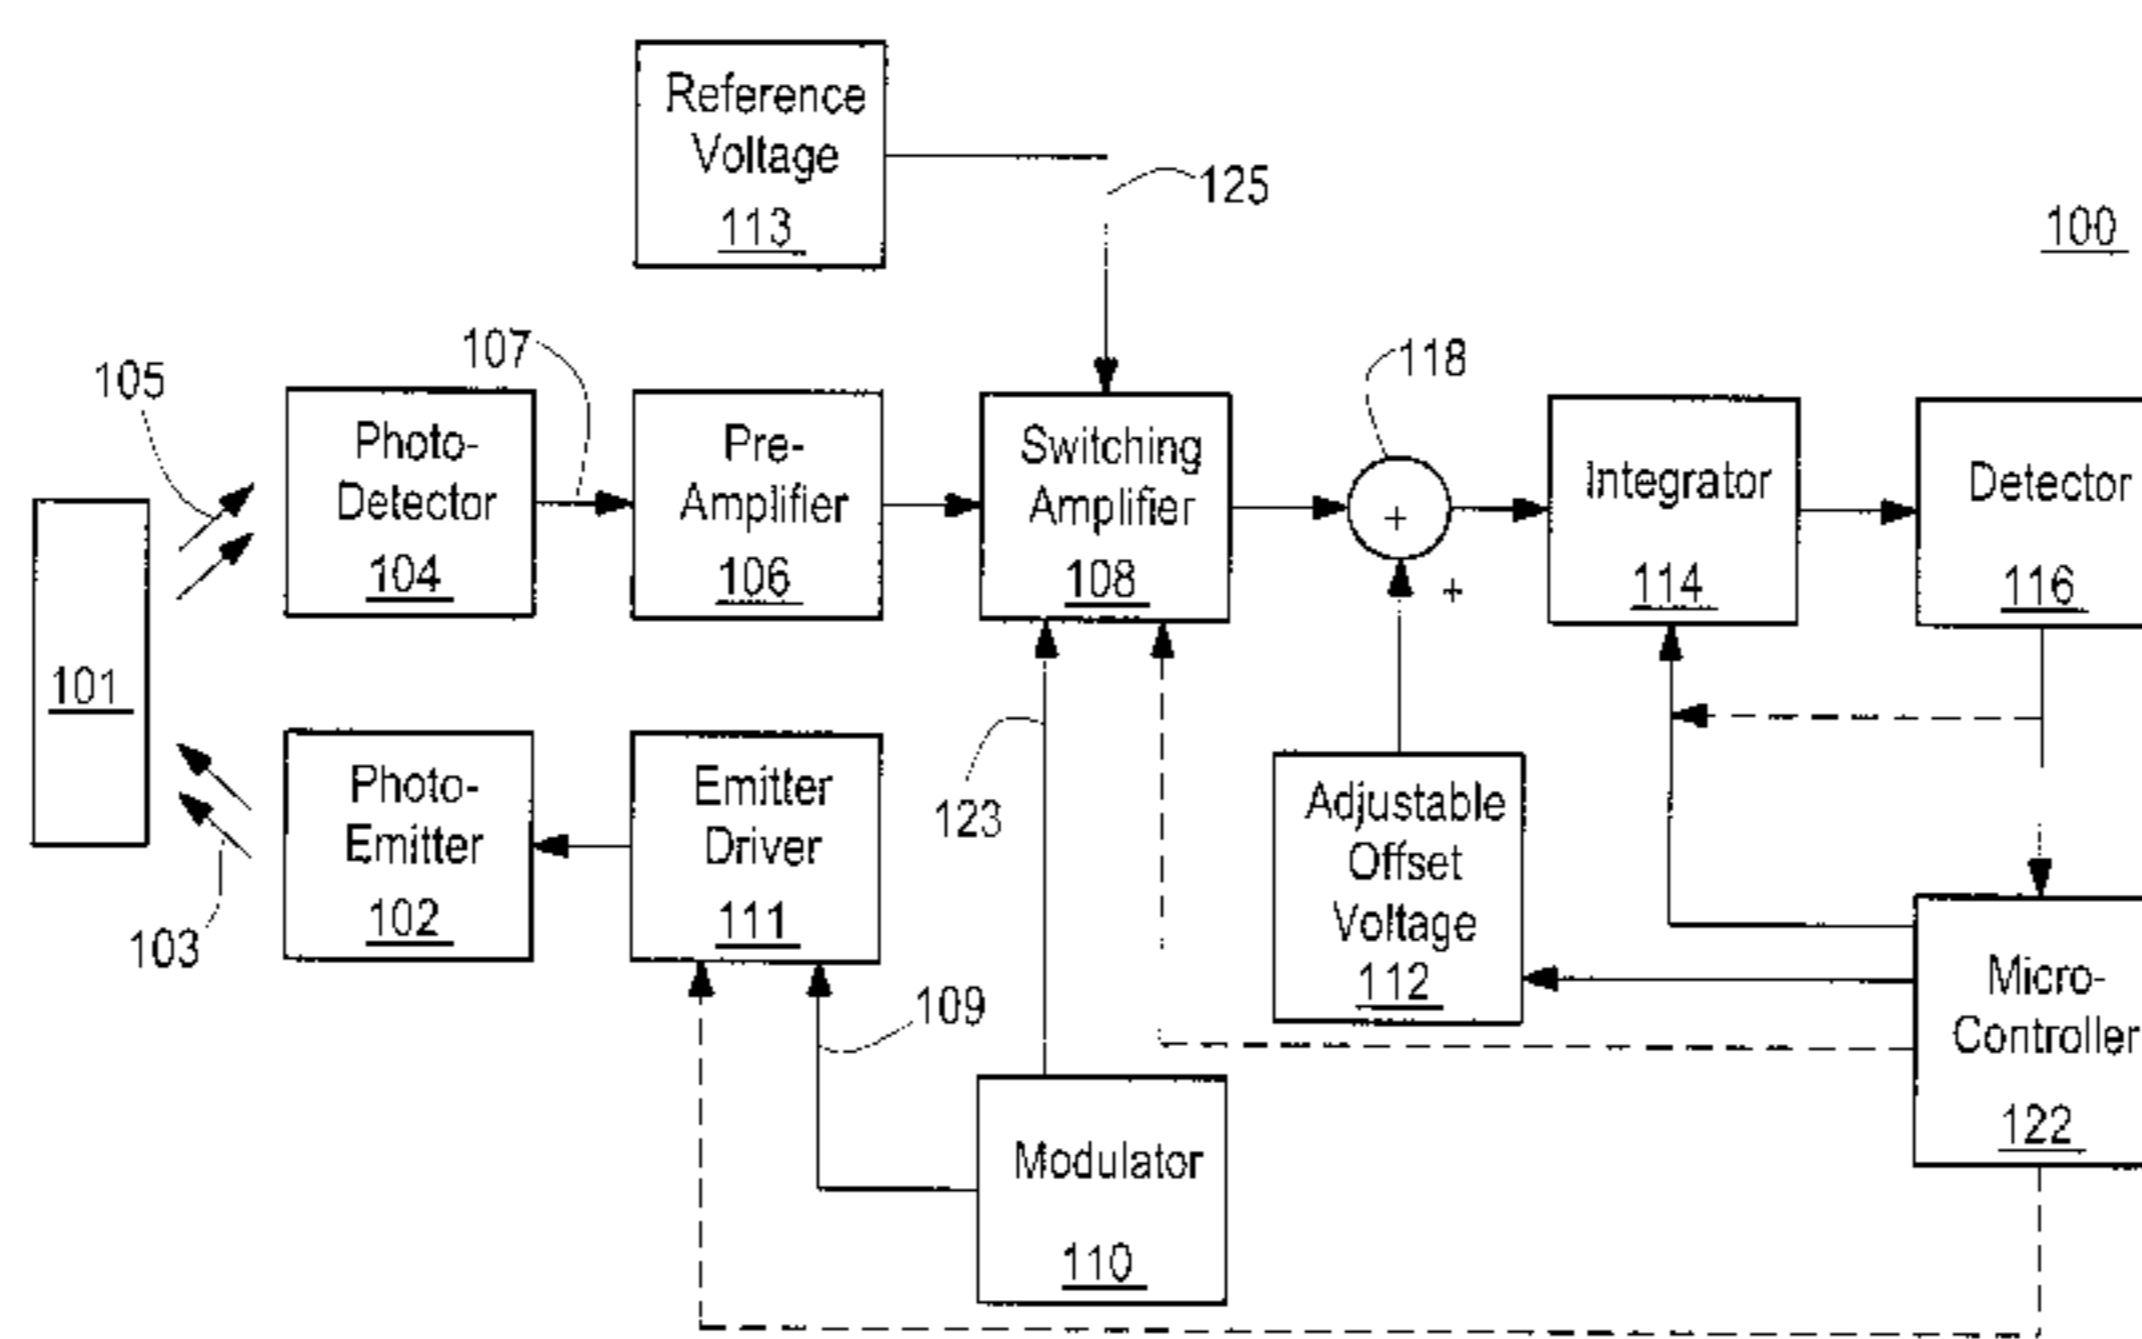 Reference
Voltage
113
125
100
107
118
105
Photo-
Detector
104
Pre-
Amplifier
106
Switching
Amplifier
108
+
+
Integrator
114
Detector
116
101
Photo-
Emitter
102
103
Emitter
Driver
111
123
109
Adjustable
Offset
Voltage
112
Micro-
Controller
122
Modulator
110